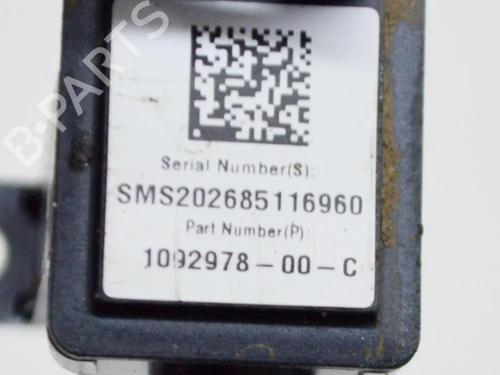 B-PARTS
Serial Number(S):
SMS202685116960
Part Number(P):
1092978-00-C